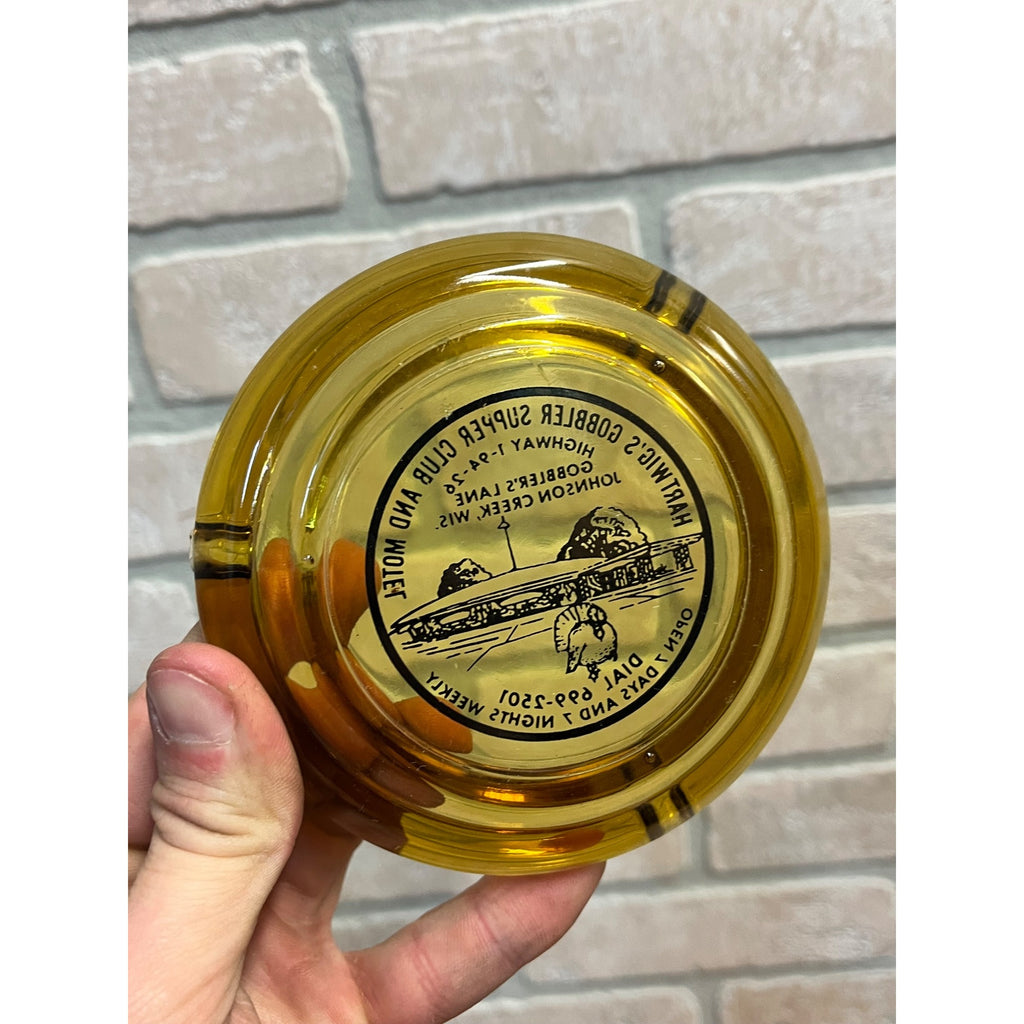 HARTWIG'S GOBBLER SUPPER CLUB AND MOTEL
HIGHWAY 1-94-26
GOBBLER'S LANE
JOHNSON CREEK, WIS.
DIAL 699-2501
OPEN 7 DAYS AND 7 NIGHTS WEEKLY